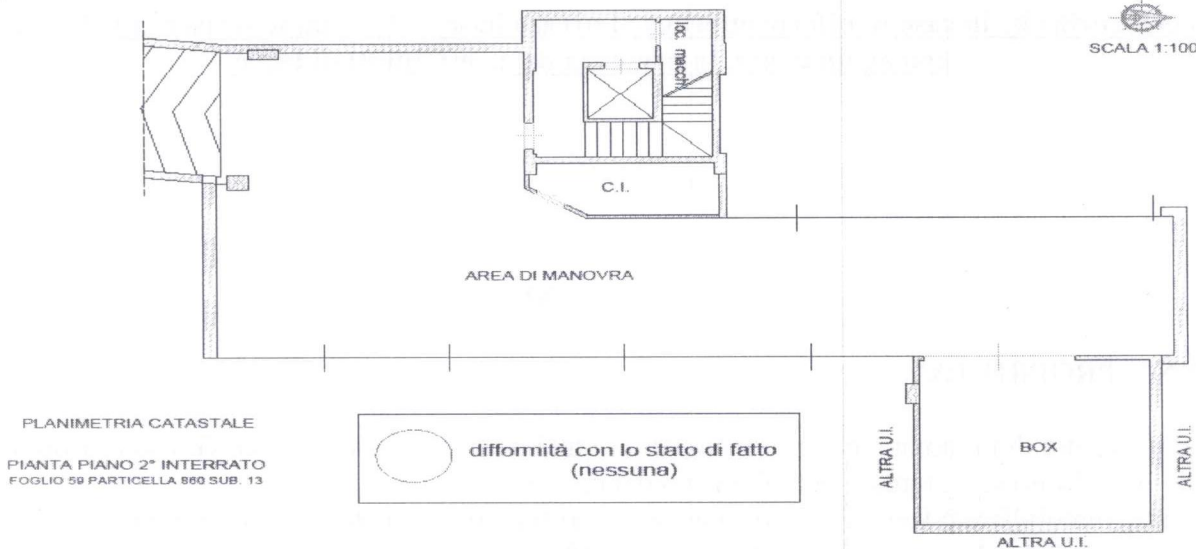 SCALA 1:100
loc. macch.
C.I.
AREA DI MANOVRA
PLANIMETRIA CATASTALE
PIANTA PIANO 2° INTERRATO
FOGLIO 59 PARTICELLA 860 SUB. 13
difformità con lo stato di fatto
(nessuna)
ALTRA U.I.
BOX
ALTRA U.I.
ALTRA U.I.